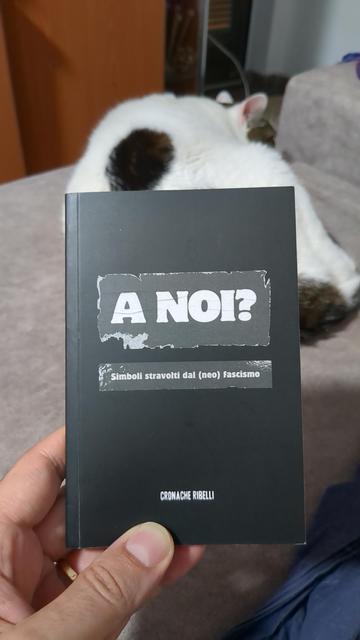 A NOI?
Simboli stravolti dal (neo) fascismo
CRONACHE RIBELLI